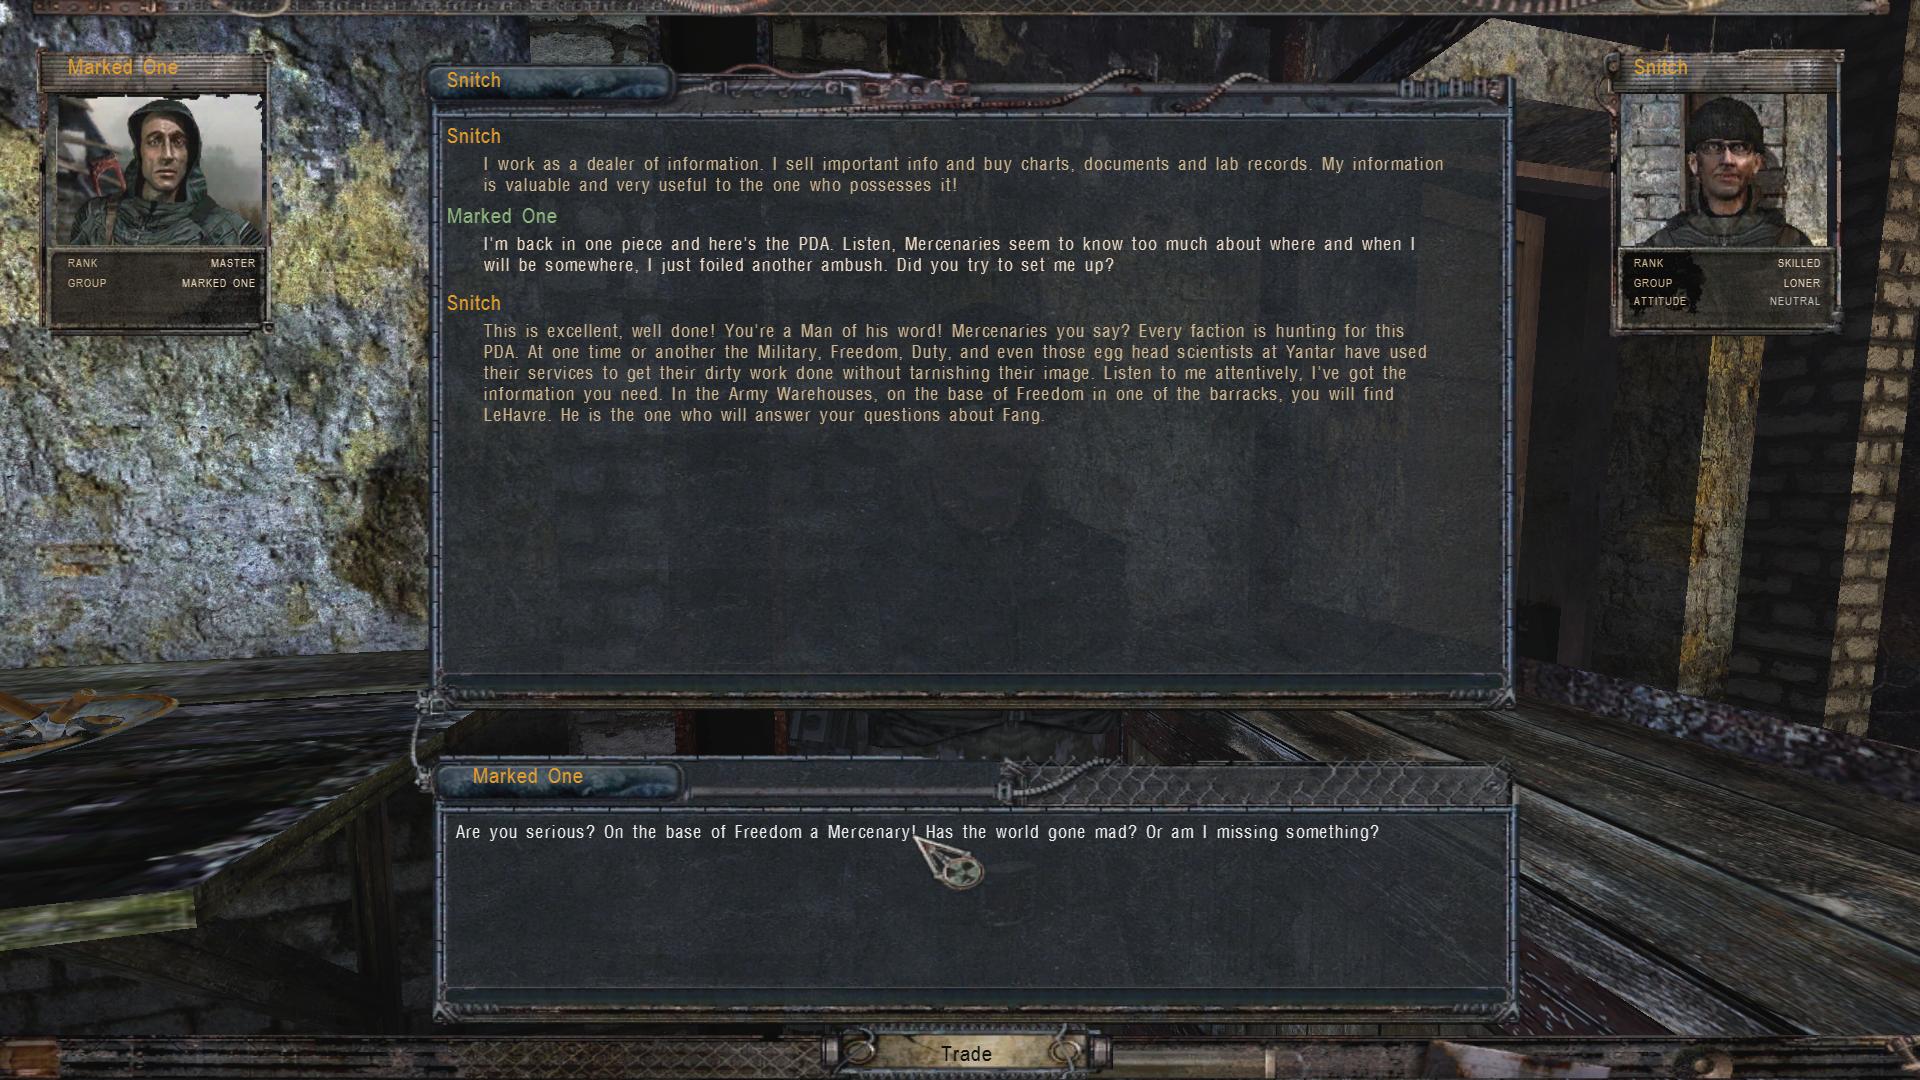 Marked One
RANK MASTER
GROUP MARKED ONE
Snitch
Snitch
I work as a dealer of information. I sell important info and buy charts, documents and lab records. My information
is valuable and very useful to the one who possesses it!
Marked One
I'm back in one piece and here's the PDA. Listen, Mercenaries seem to know too much about where and when I
will be somewhere, I just foiled another ambush. Did you try to set me up?
Snitch
This is excellent, well done! You're a Man of his word! Mercenaries you say? Every faction is hunting for this
PDA. At one time or another the Military, Freedom, Duty, and even those egg head scientists at Yantar have used
their services to get their dirty work done without tarnishing their image. Listen to me attentively, I've got the
information you need. In the Army Warehouses, on the base of Freedom in one of the barracks, you will find
LeHavre. He is the one who will answer your questions about Fang.
Snitch
RANK SKILLED
GROUP LONER
ATTITUDE NEUTRAL
Marked One
Are you serious? On the base of Freedom a Mercenary! Has the world gone mad? Or am I missing something?
Trade